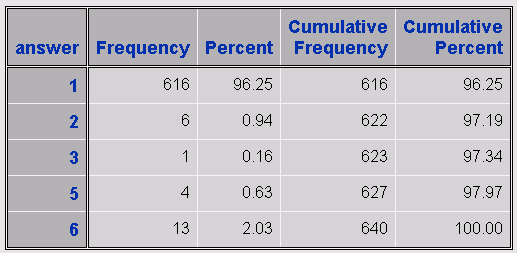 answer Frequency Percent Cumulative Frequency Cumulative Percent
1 616 96.25 616 96.25
2 6 0.94 622 97.19
3 1 0.16 623 97.34
5 4 0.63 627 97.97
6 13 2.03 640 100.00